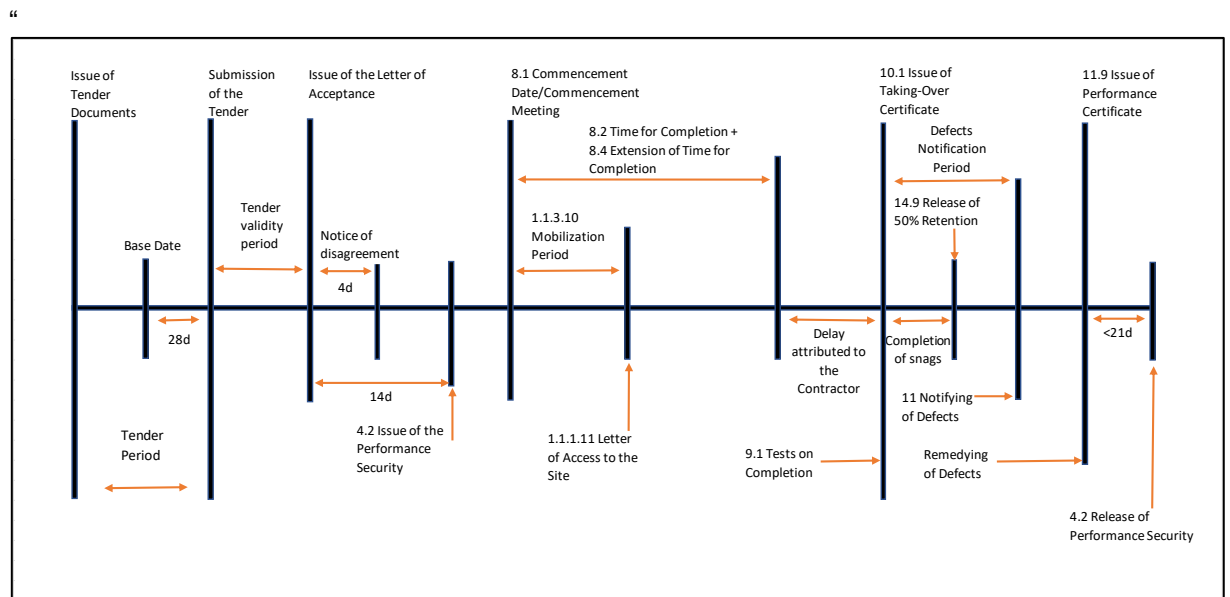 “
Issue of
Tender
Documents
Submission
of the
Tender
Issue of the Letter of
Acceptance
8.1 Commencement
Date/Commencement
Meeting
10.1 Issue of
Taking-Over
Certificate
11.9 Issue of
Performance
Certificate
8.2 Time for Completion +
8.4 Extension of Time for
Completion
Defects
Notification
Period
Tender
validity
period
Base Date
Notice of
disagreement
1.1.3.10
Mobilization
Period
14.9 Release of
50% Retention
28d
4d
14d
Delay
attributed to
the
Contractor
Completion
of snags
<21d
Tender
Period
4.2 Issue of the
Performance
Security
1.1.1.11 Letter
of Access to the
Site
9.1 Tests on
Completion
11 Notifying
of Defects
Remedying
of Defects
4.2 Release of
Performance Security